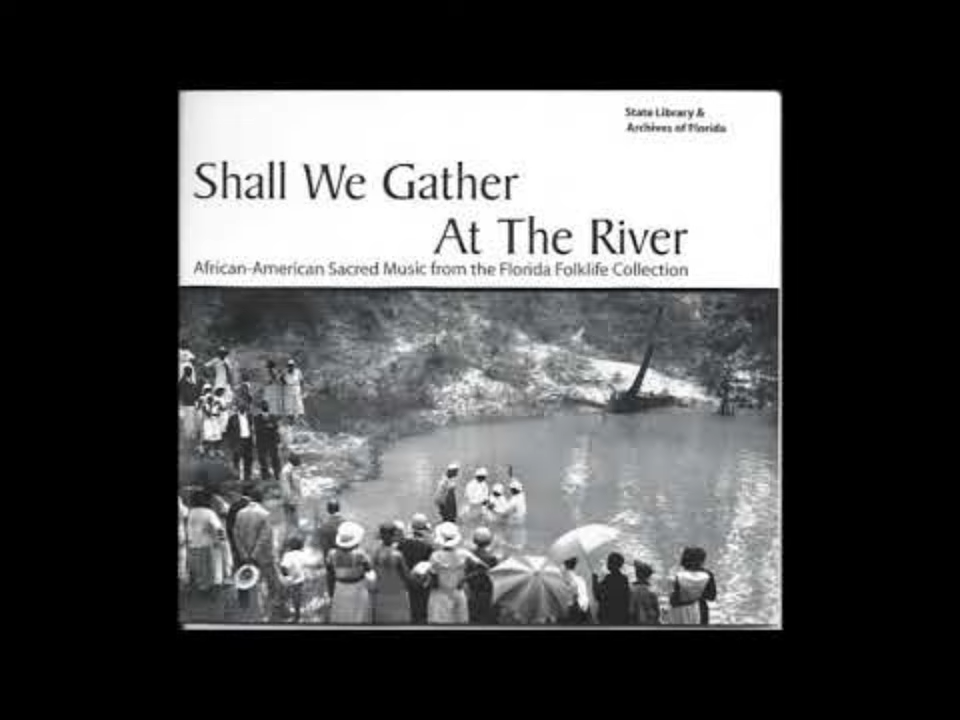 State Library &
Archives of Florida
Shall We Gather
At The River
African-American Sacred Music from the Florida Folklife Collection